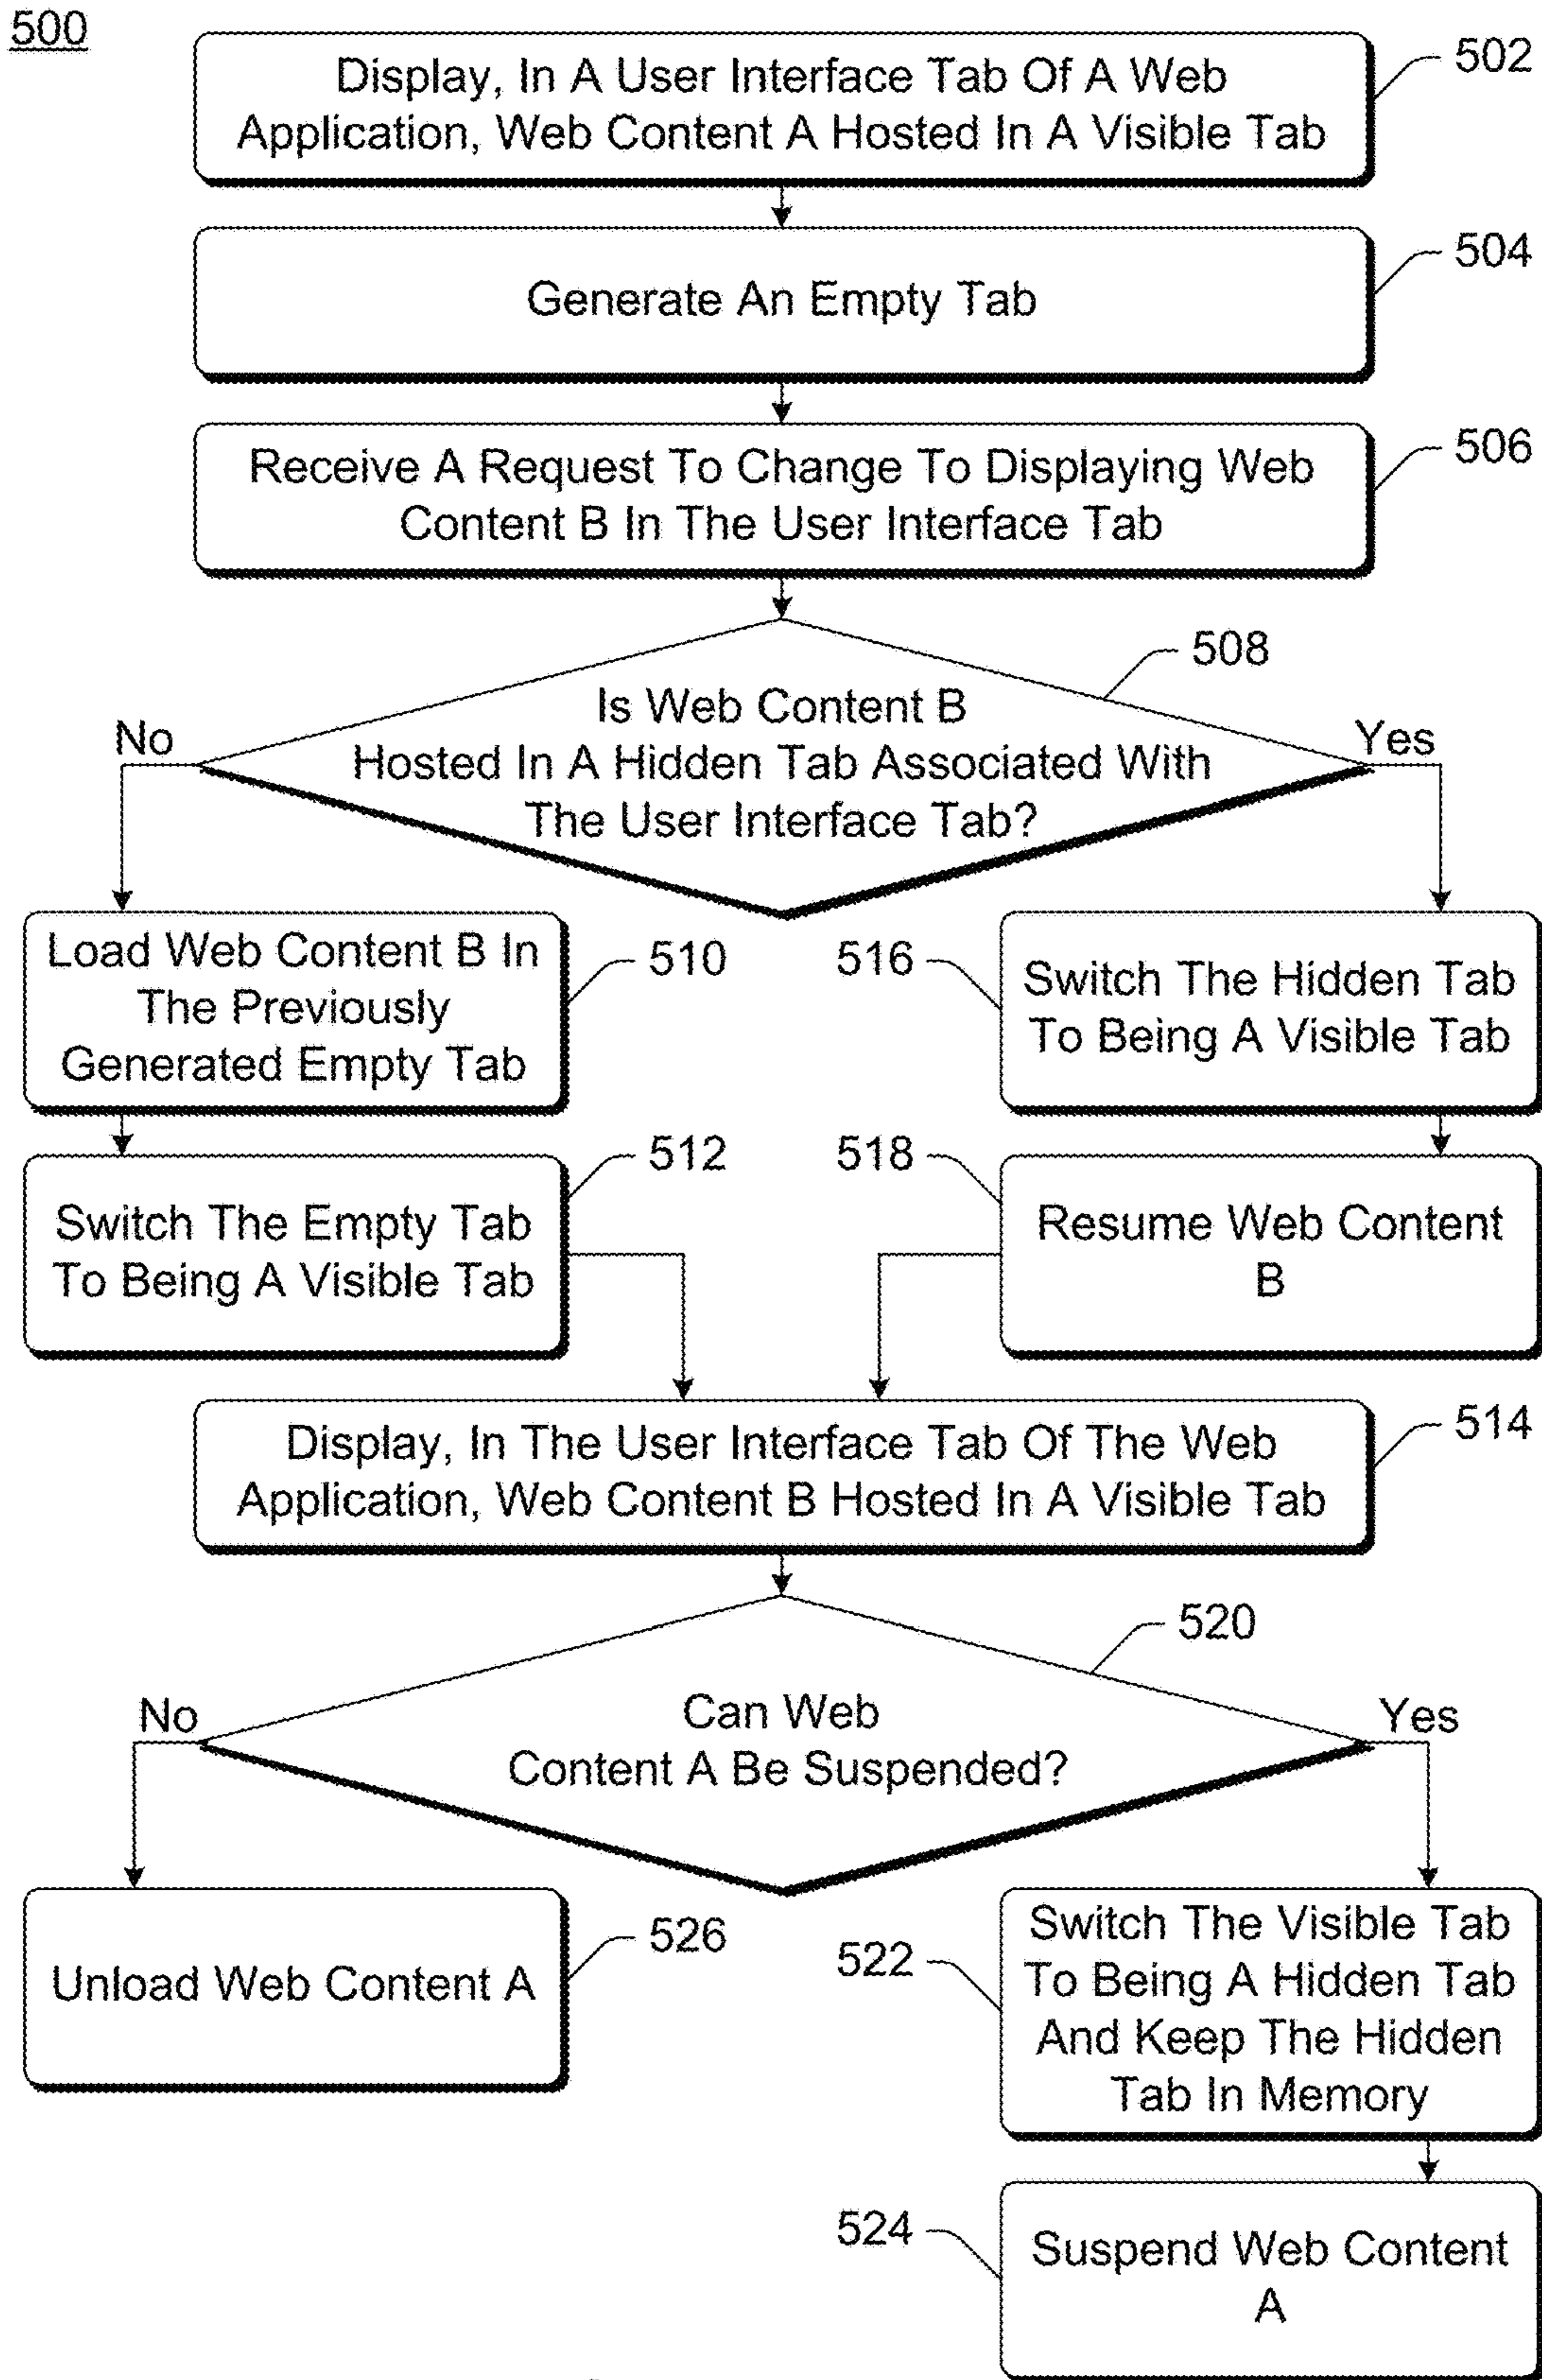 500
Display, In A User Interface Tab Of A Web
Application, Web Content A Hosted In A Visible Tab
502
Generate An Empty Tab
504
Receive A Request To Change To Displaying Web
Content B In The User Interface Tab
506
508
Is Web Content B
Hosted In A Hidden Tab Associated With
The User Interface Tab?
No
Yes
Load Web Content B In
The Previously
Generated Empty Tab
510
516
Switch The Hidden Tab
To Being A Visible Tab
Switch The Empty Tab
To Being A Visible Tab
512
518
Resume Web Content
B
Display, In The User Interface Tab Of The Web
Application, Web Content B Hosted In A Visible Tab
514
520
Can Web
Content A Be Suspended?
No
Yes
Unload Web Content A
526
522
Switch The Visible Tab
To Being A Hidden Tab
And Keep The Hidden
Tab In Memory
524
Suspend Web Content
A